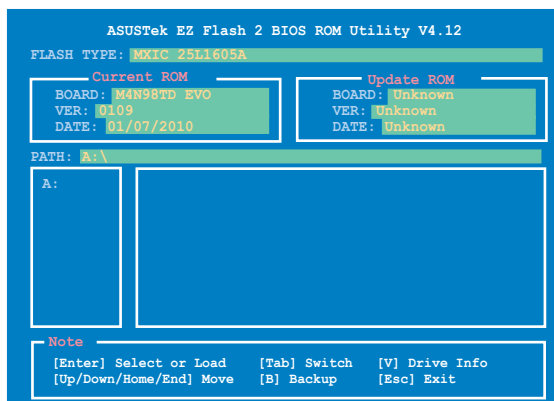 ASUSTek EZ Flash 2 BIOS ROM Utility V4.12
FLASH TYPE: MXIC 25L1605A
Current ROM
BOARD: M4N98TD EVO
VER: 0109
DATE: 01/07/2010
Update ROM
BOARD: Unknown
VER: Unknown
DATE: Unknown
PATH: A:\
A:
Note
[Enter] Select or Load [Tab] Switch [V] Drive Info
[Up/Down/Home/End] Move [B] Backup [Esc] Exit